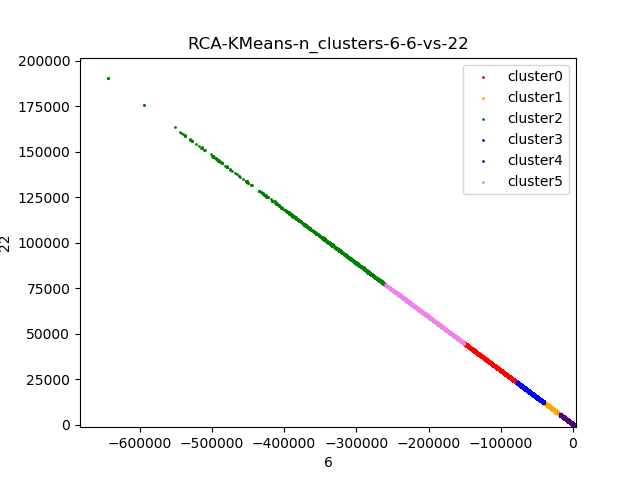 RCA-KMeans-n_clusters-6-6-vs-22
200000
175000
150000
125000
100000
75000
50000
25000
0
22
cluster0
cluster1
cluster2
cluster3
cluster4
cluster5
−600000 −500000 −400000 −300000 −200000 −100000 0
6